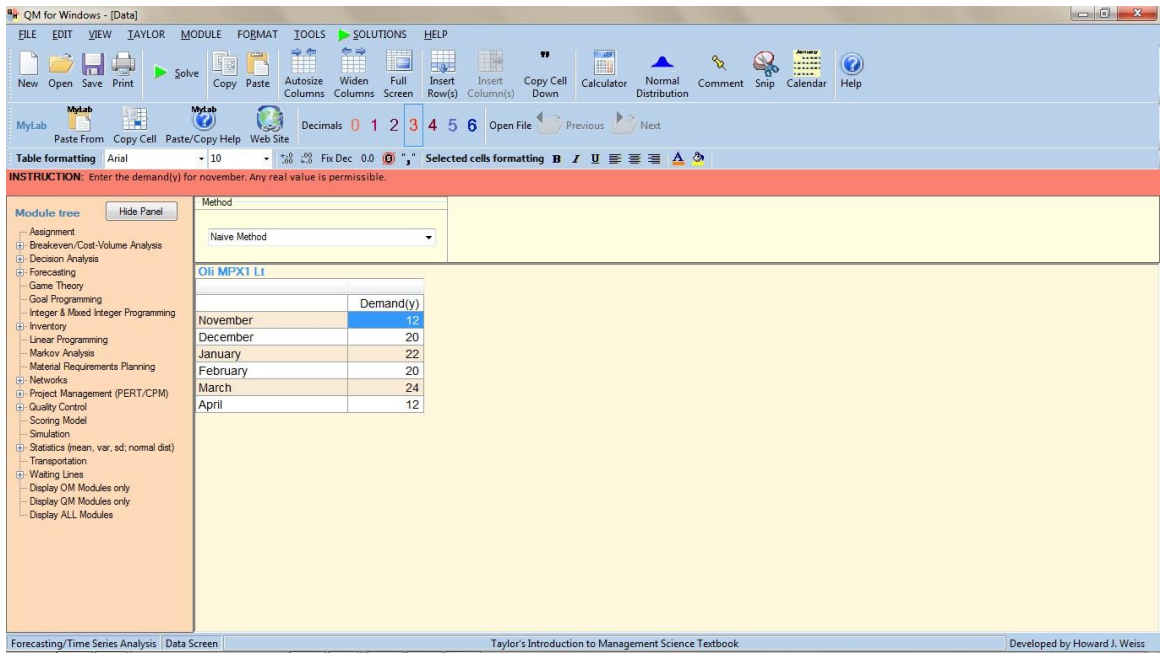 QM for Windows - [Data]
FILE EDIT VIEW TAYLOR MODULE FORMAT TOOLS SOLUTIONS HELP
New Open Save Print Solve Copy Paste Autosize Columns Widen Columns Full Screen Insert Row(s) Insert Column(s) Copy Cell Down Calculator Normal Distribution Comment Snip Calendar Help
MyLab Paste From Copy Cell Paste/Copy Help Web Site Decimals 0 1 2 3 4 5 6 Open File Previous Next
Table formatting Arial 10 Fix Dec 0.0 Selected cells formatting B I U
INSTRUCTION: Enter the demand(y) for november. Any real value is permissible.
Module tree Hide Panel
Assignment
Breakeven/Cost-Volume Analysis
Decision Analysis
Forecasting
Game Theory
Goal Programming
Integer & Mixed Integer Programming
Inventory
Linear Programming
Markov Analysis
Material Requirements Planning
Networks
Project Management (PERT/CPM)
Quality Control
Scoring Model
Simulation
Statistics (mean, var, sd; normal dist)
Transportation
Waiting Lines
Display OM Modules only
Display QM Modules only
Display ALL Modules
Method
Naive Method
Oli MPX1 Lt
Demand(y)
November 12
December 20
January 22
February 20
March 24
April 12
Forecasting/Time Series Analysis Data Screen Taylor's Introduction to Management Science Textbook Developed by Howard J. Weiss